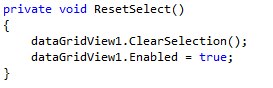 private void ResetSelect()
{
    dataGridView1.ClearSelection();
    dataGridView1.Enabled = true;
}